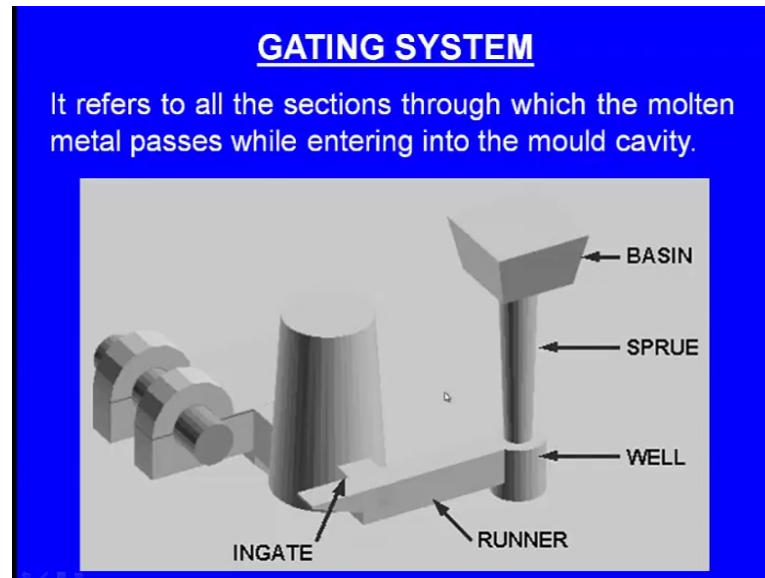 GATING SYSTEM
It refers to all the sections through which the molten
metal passes while entering into the mould cavity.
BASIN
SPRUE
WELL
RUNNER
INGATE